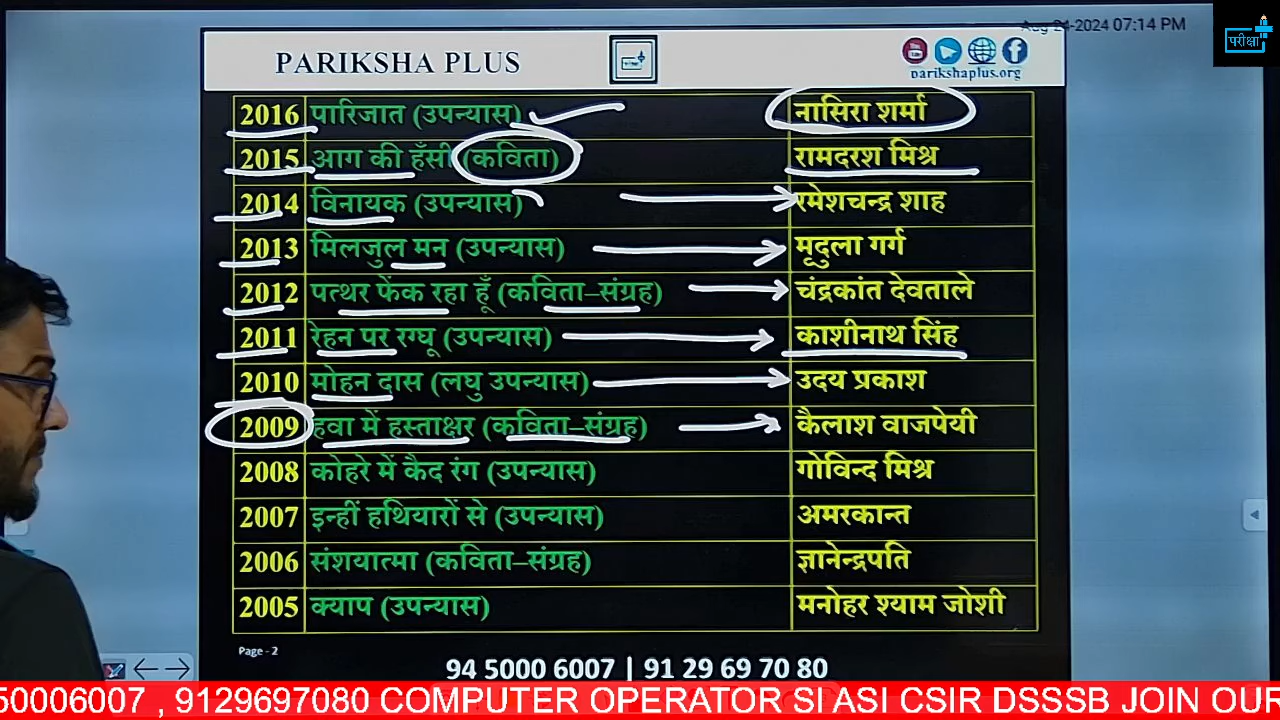 Aug 24-2024 07:14 PM
परीक्षा
PARIKSHA PLUS
parikshaplus.org
2016 पारिजात (उपन्यास) नासिरा शर्मा
2015 आग की हँसी (कविता) रामदरश मिश्र
2014 विनायक (उपन्यास) रमेशचन्द्र शाह
2013 मिलजुल मन (उपन्यास) मृदुला गर्ग
2012 पत्थर फेंक रहा हूँ (कविता–संग्रह) चंद्रकांत देवताले
2011 रेहन पर रग्घू (उपन्यास) काशीनाथ सिंह
2010 मोहन दास (लघु उपन्यास) उदय प्रकाश
2009 हवा में हस्ताक्षर (कविता–संग्रह) कैलाश वाजपेयी
2008 कोहरे में कैद रंग (उपन्यास) गोविन्द मिश्र
2007 इन्हीं हथियारों से (उपन्यास) अमरकान्त
2006 संशयात्मा (कविता–संग्रह) ज्ञानेन्द्रपति
2005 क्याप (उपन्यास) मनोहर श्याम जोशी
Page - 2
94 5000 6007 | 91 29 69 70 80
50006007 , 9129697080 COMPUTER OPERATOR SI ASI CSIR DSSSB JOIN OUR